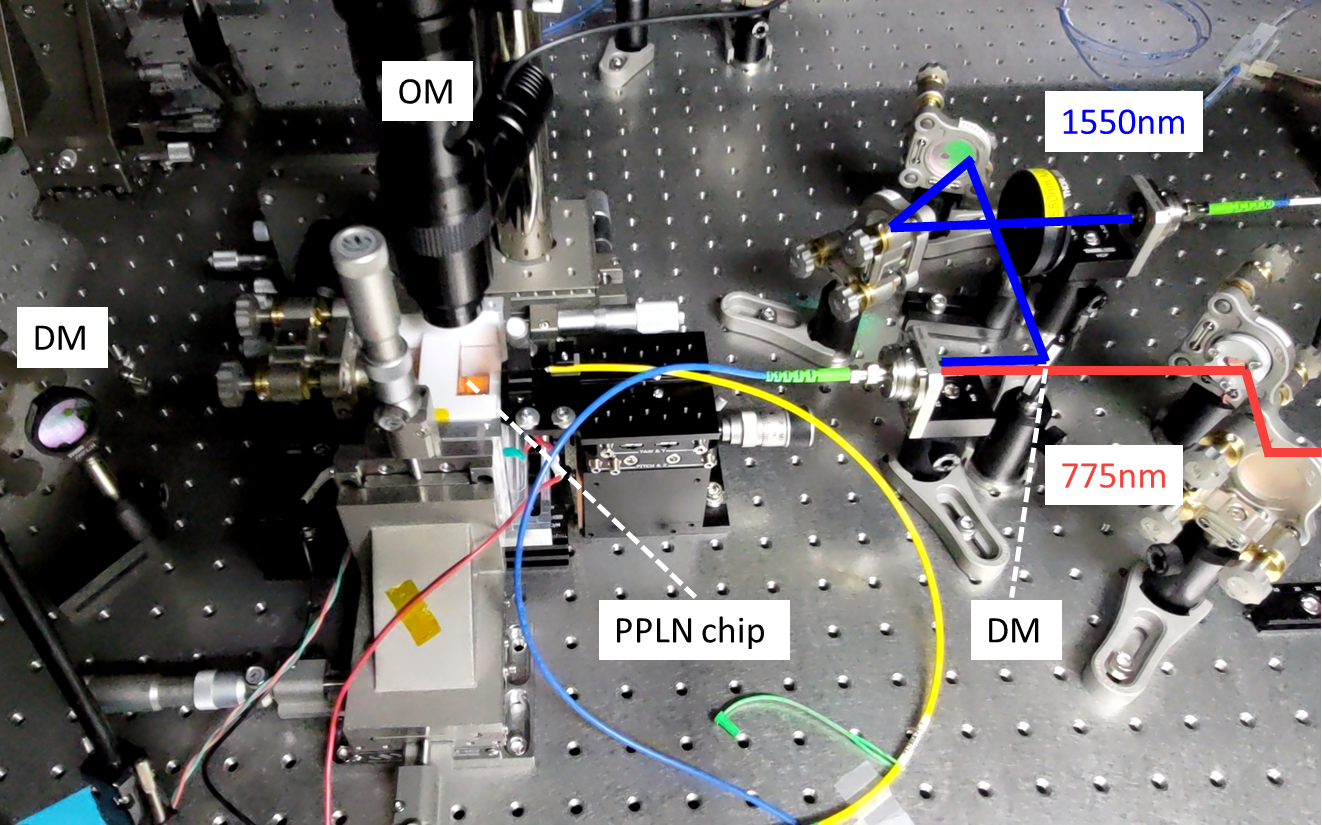 OM
1550nm
DM
775nm
PPLN chip
DM